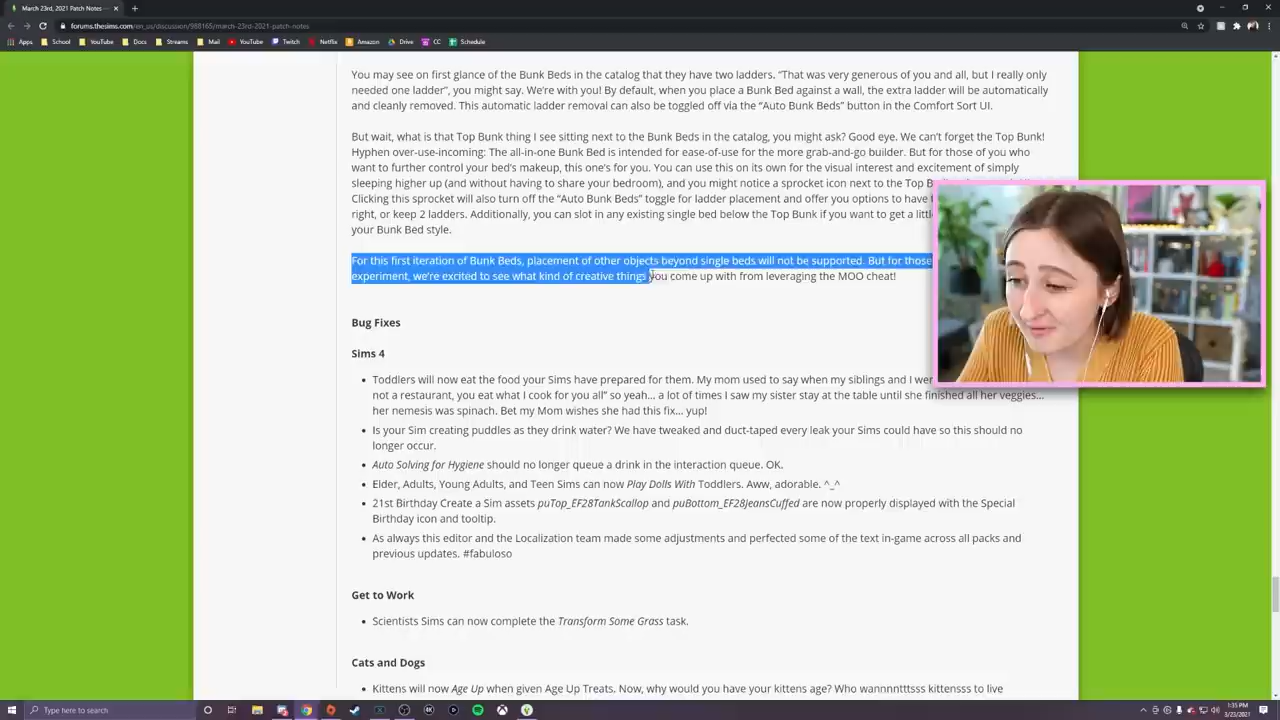 March 23rd, 2021 Patch Notes
forums.thesims.com/en_us/discussion/988165/march-23rd-2021-patch-notes
Apps School YouTube Docs Streams Mail YouTube Twitch Netflix Amazon Drive CC Schedule
You may see on first glance of the Bunk Beds in the catalog that they have two ladders. “That was very generous of you and all, but I really only
needed one ladder”, you might say. We’re with you! By default, when you place a Bunk Bed against a wall, the extra ladder will be automatically
and cleanly removed. This automatic ladder removal can also be toggled off via the “Auto Bunk Beds” button in the Comfort Sort UI.
But wait, what is that Top Bunk thing I see sitting next to the Bunk Beds in the catalog, you might ask? Good eye. We can’t forget the Top Bunk!
Hyphen over-use-incoming: The all-in-one Bunk Bed is intended for ease-of-use for the more grab-and-go builder. But for those of you who
want to further control your bed’s makeup, this one’s for you. You can use this on its own for the visual interest and excitement of simply
sleeping higher up (and without having to share your bedroom), and you might notice a sprocket icon next to the Top
Clicking this sprocket will also turn off the “Auto Bunk Beds” toggle for ladder placement and offer you options to have
right, or keep 2 ladders. Additionally, you can slot in any existing single bed below the Top Bunk if you want to get a
your Bunk Bed style.
For this first iteration of Bunk Beds, placement of other objects beyond single beds will not be supported. But for those
experiment, we’re excited to see what kind of creative things you come up with from leveraging the MOO cheat!
Bug Fixes
Sims 4
Toddlers will now eat the food your Sims have prepared for them. My mom used to say when my siblings and I
not a restaurant, you eat what I cook for you all” so yeah… a lot of times I saw my sister stay at the table until she finished all her veggies…
her nemesis was spinach. Bet my Mom wishes she had this fix… yup!
Is your Sim creating puddles as they drink water? We have tweaked and duct-taped every leak your Sims could have so this should no
longer occur.
Auto Solving for Hygiene should no longer queue a drink in the interaction queue. OK.
Elder, Adults, Young Adults, and Teen Sims can now Play Dolls With Toddlers. Aww, adorable. ^_^
21st Birthday Create a Sim assets puTop_EF28TankScallop and puBottom_EF28JeansCuffed are now properly displayed with the Special
Birthday icon and tooltip.
As always this editor and the Localization team made some adjustments and perfected some of the text in-game across all packs and
previous updates. #fabuloso
Get to Work
Scientists Sims can now complete the Transform Some Grass task.
Cats and Dogs
Kittens will now Age Up when given Age Up Treats. Now, why would you have your kittens age? Who wannnntttsss kittensss to live
Type here to search
1:35 PM
3/23/2021